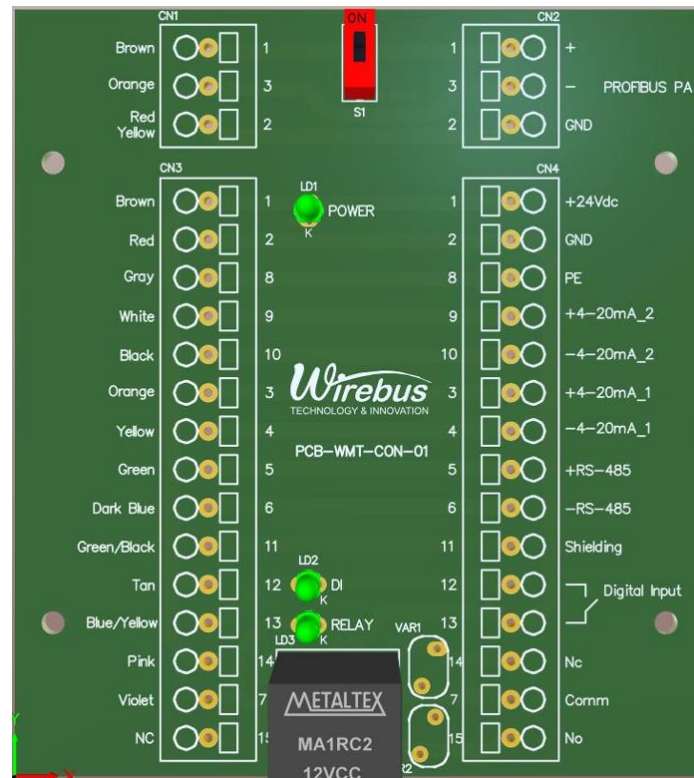 CN1
ON
CN2
Brown 1
1 +
Orange 3
3 - PROFIBUS PA
Red
Yellow 2
2 GND
S1
CN3
CN4
LD1
Brown 1
POWER
1 +24Vdc
K
Red 2
2 GND
Gray 8
8 PE
White 9
9 +4-20mA_2
Black 10
10 -4-20mA_2
Wirebus
TECHNOLOGY & INNOVATION
Orange 3
3 +4-20mA_1
Yellow 4
4 -4-20mA_1
PCB-WMT-CON-01
Green 5
5 +RS-485
Dark Blue 6
6 -RS-485
Green/Black 11
11 Shielding
LD2
Tan 12
DI
12
Digital Input
K
Blue/Yellow 13
RELAY
13
VAR1
LD3
K
Pink 14
14 Nc
Violet 7
7 Comm
METALTEX
NC 15
15 No
MA1RC2
12VCC
R2
Y
X